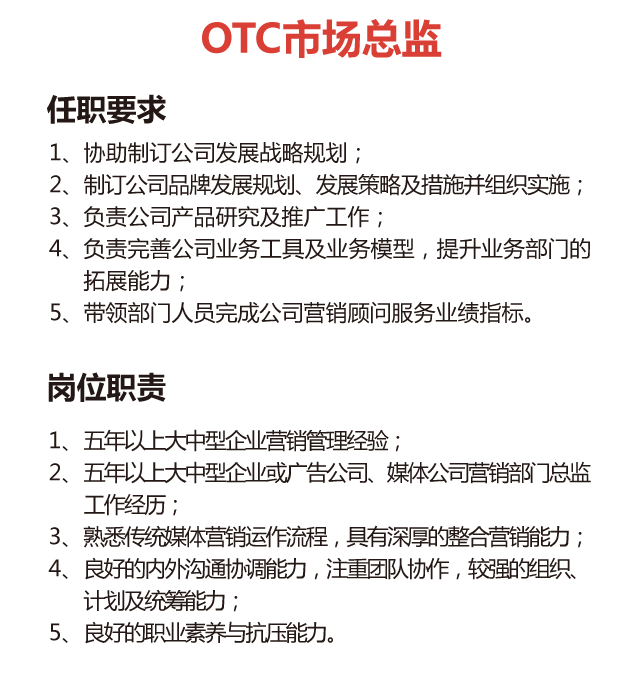 OTC市场总监
任职要求
1、协助制订公司发展战略规划；
2、制订公司品牌发展规划、发展策略及措施并组织实施；
3、负责公司产品研究及推广工作；
4、负责完善公司业务工具及业务模型，提升业务部门的
拓展能力；
5、带领部门人员完成公司营销顾问服务业绩指标。
岗位职责
1、五年以上大中型企业营销管理经验；
2、五年以上大中型企业或广告公司、媒体公司营销部门总监
工作经历；
3、熟悉传统媒体营销运作流程，具有深厚的整合营销能力；
4、良好的内外沟通协调能力，注重团队协作，较强的组织、
计划及统筹能力；
5、良好的职业素养与抗压能力。